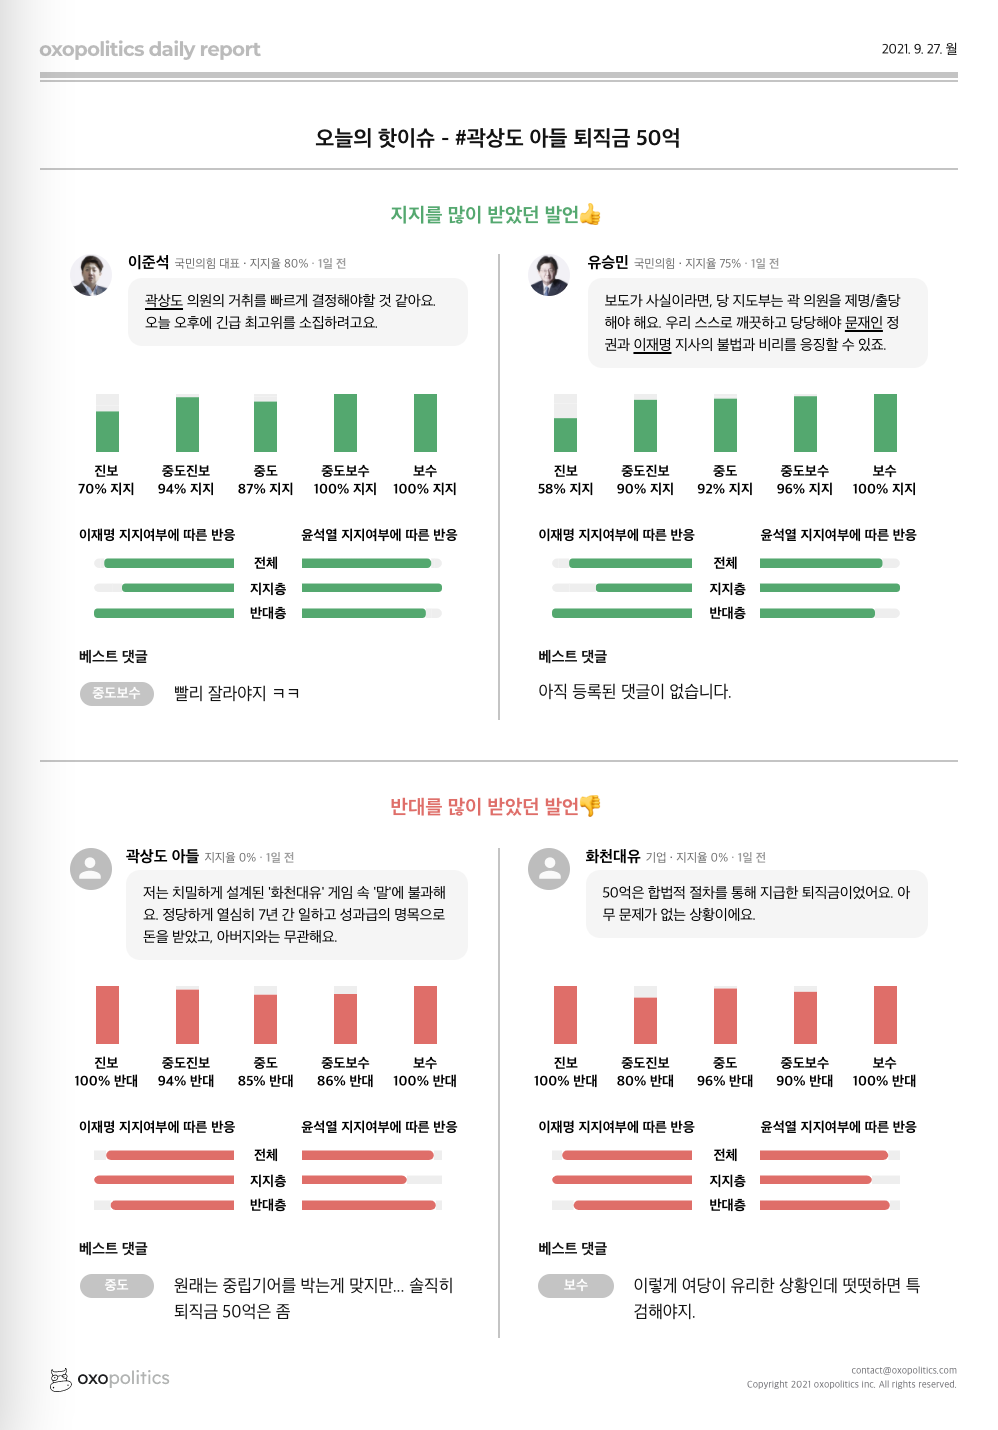 oxopolitics daily report
2021. 9. 27. 월
오늘의 핫이슈 - #곽상도 아들 퇴직금 50억
지지를 많이 받았던 발언👍
이준석 국민의힘 대표 · 지지율 80% · 1일 전
곽상도 의원의 거취를 빠르게 결정해야할 것 같아요.
오늘 오후에 긴급 최고위를 소집하려고요.
진보 중도진보 중도 중도보수 보수
70% 지지 94% 지지 87% 지지 100% 지지 100% 지지
이재명 지지여부에 따른 반응 윤석열 지지여부에 따른 반응
전체
지지층
반대층
베스트 댓글
중도보수 빨리 잘라야지 ㅋㅋ
유승민 국민의힘 · 지지율 75% · 1일 전
보도가 사실이라면, 당 지도부는 곽 의원을 제명/출당
해야 해요. 우리 스스로 깨끗하고 당당해야 문재인 정
권과 이재명 지사의 불법과 비리를 응징할 수 있죠.
진보 중도진보 중도 중도보수 보수
58% 지지 90% 지지 92% 지지 96% 지지 100% 지지
이재명 지지여부에 따른 반응 윤석열 지지여부에 따른 반응
전체
지지층
반대층
베스트 댓글
아직 등록된 댓글이 없습니다.
반대를 많이 받았던 발언👎
곽상도 아들 지지율 0% · 1일 전
저는 치밀하게 설계된 '화천대유' 게임 속 '말'에 불과해
요. 정당하게 열심히 7년 간 일하고 성과급의 명목으로
돈을 받았고, 아버지와는 무관해요.
진보 중도진보 중도 중도보수 보수
100% 반대 94% 반대 85% 반대 86% 반대 100% 반대
이재명 지지여부에 따른 반응 윤석열 지지여부에 따른 반응
전체
지지층
반대층
베스트 댓글
중도 원래는 중립기어를 박는게 맞지만... 솔직히
퇴직금 50억은 좀
화천대유 기업 · 지지율 0% · 1일 전
50억은 합법적 절차를 통해 지급한 퇴직금이었어요. 아
무 문제가 없는 상황이에요.
진보 중도진보 중도 중도보수 보수
100% 반대 80% 반대 96% 반대 90% 반대 100% 반대
이재명 지지여부에 따른 반응 윤석열 지지여부에 따른 반응
전체
지지층
반대층
베스트 댓글
보수 이렇게 여당이 유리한 상황인데 떳떳하면 특
검해야지.
oxopolitics
contact@oxopolitics.com
Copyright 2021 oxopolitics inc. All rights reserved.